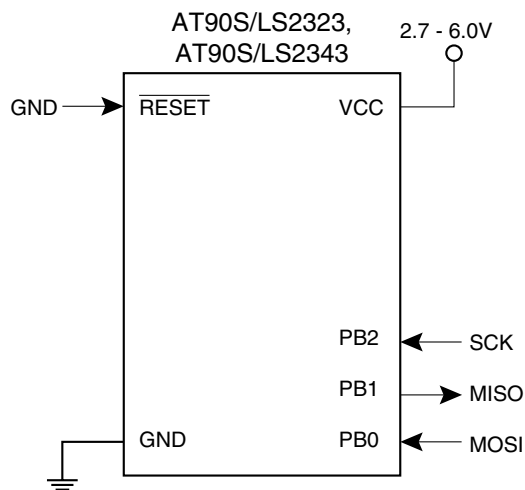 AT90S/LS2323,
AT90S/LS2343
2.7 - 6.0V
GND
RESET
VCC
PB2
SCK
PB1
MISO
GND
PB0
MOSI